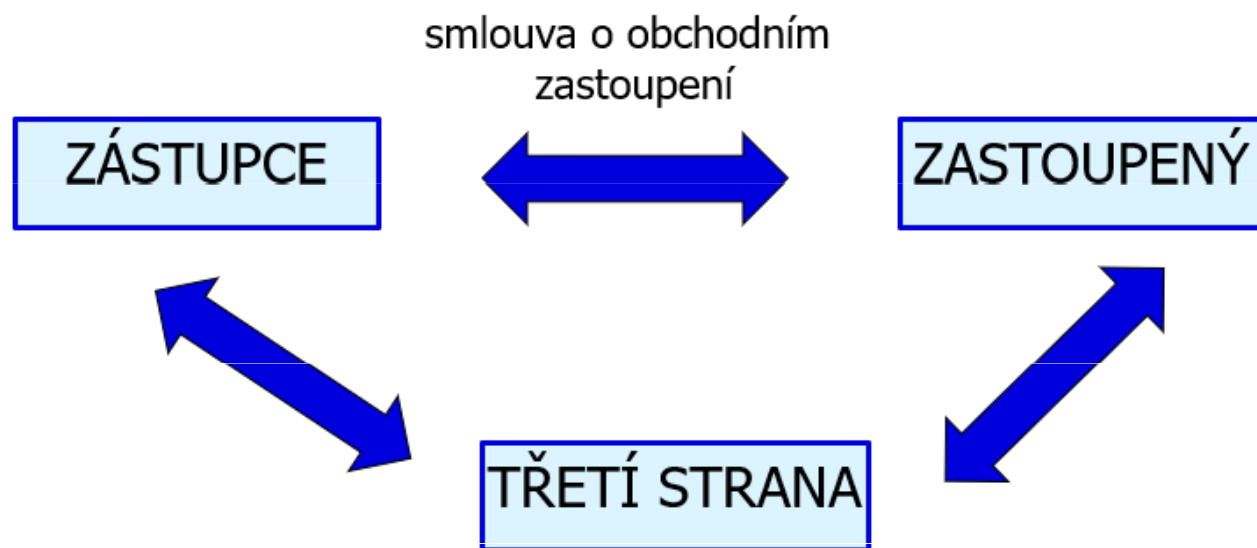 smlouva o obchodním
zastoupení
ZÁSTUPCE
ZASTOUPENÝ
TŘETÍ STRANA